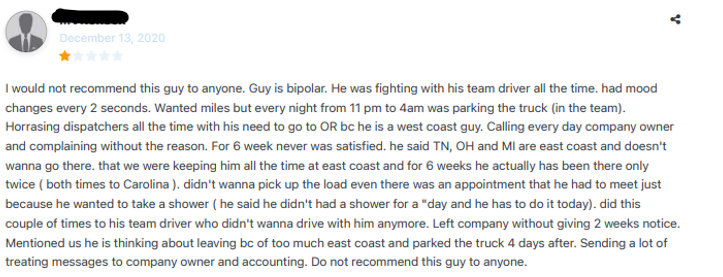 December 13, 2020
I would not recommend this guy to anyone. Guy is bipolar. He was fighting with his team driver all the time. had mood
changes every 2 seconds. Wanted miles but every night from 11 pm to 4am was parking the truck (in the team).
Horrasing dispatchers all the time with his need to go to OR bc he is a west coast guy. Calling every day company owner
and complaining without the reason. For 6 week never was satisfied. he said TN, OH and MI are east coast and doesn't
wanna go there. that we were keeping him all the time at east coast and for 6 weeks he actually has been there only
twice ( both times to Carolina ). didn't wanna pick up the load even there was an appointment that he had to meet just
because he wanted to take a shower ( he said he didn't had a shower for a "day and he has to do it today). did this
couple of times to his team driver who didn't wanna drive with him anymore. Left company without giving 2 weeks notice.
Mentioned us he is thinking about leaving bc of too much east coast and parked the truck 4 days after. Sending a lot of
treating messages to company owner and accounting. Do not recommend this guy to anyone.